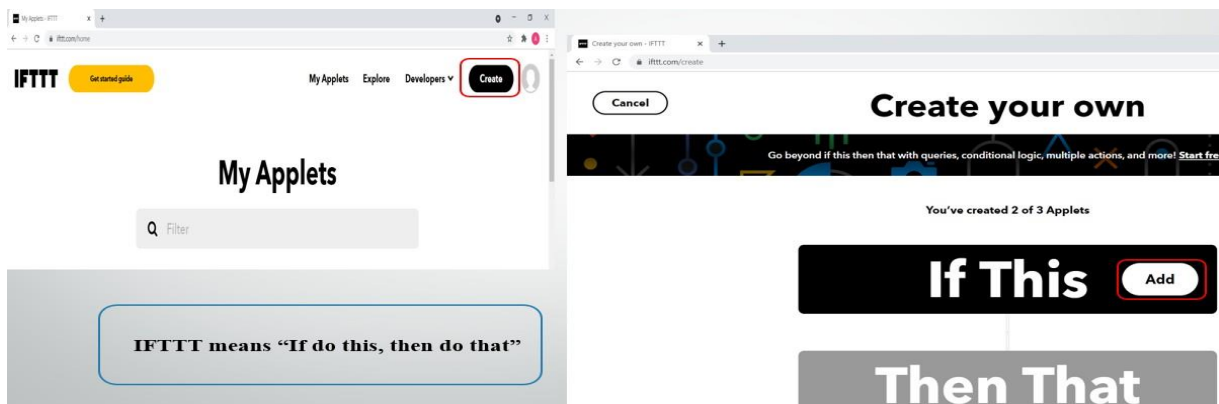 My Applets - IFTTT
ifttt.com/home
IFTTT
Get started guide
My Applets Explore Developers Create
My Applets
Filter
IFTTT means “If do this, then do that”
Create your own - IFTTT
ifttt.com/create
Cancel
Create your own
Go beyond if this then that with queries, conditional logic, multiple actions, and more! Start fre
You've created 2 of 3 Applets
If This Add
Then That